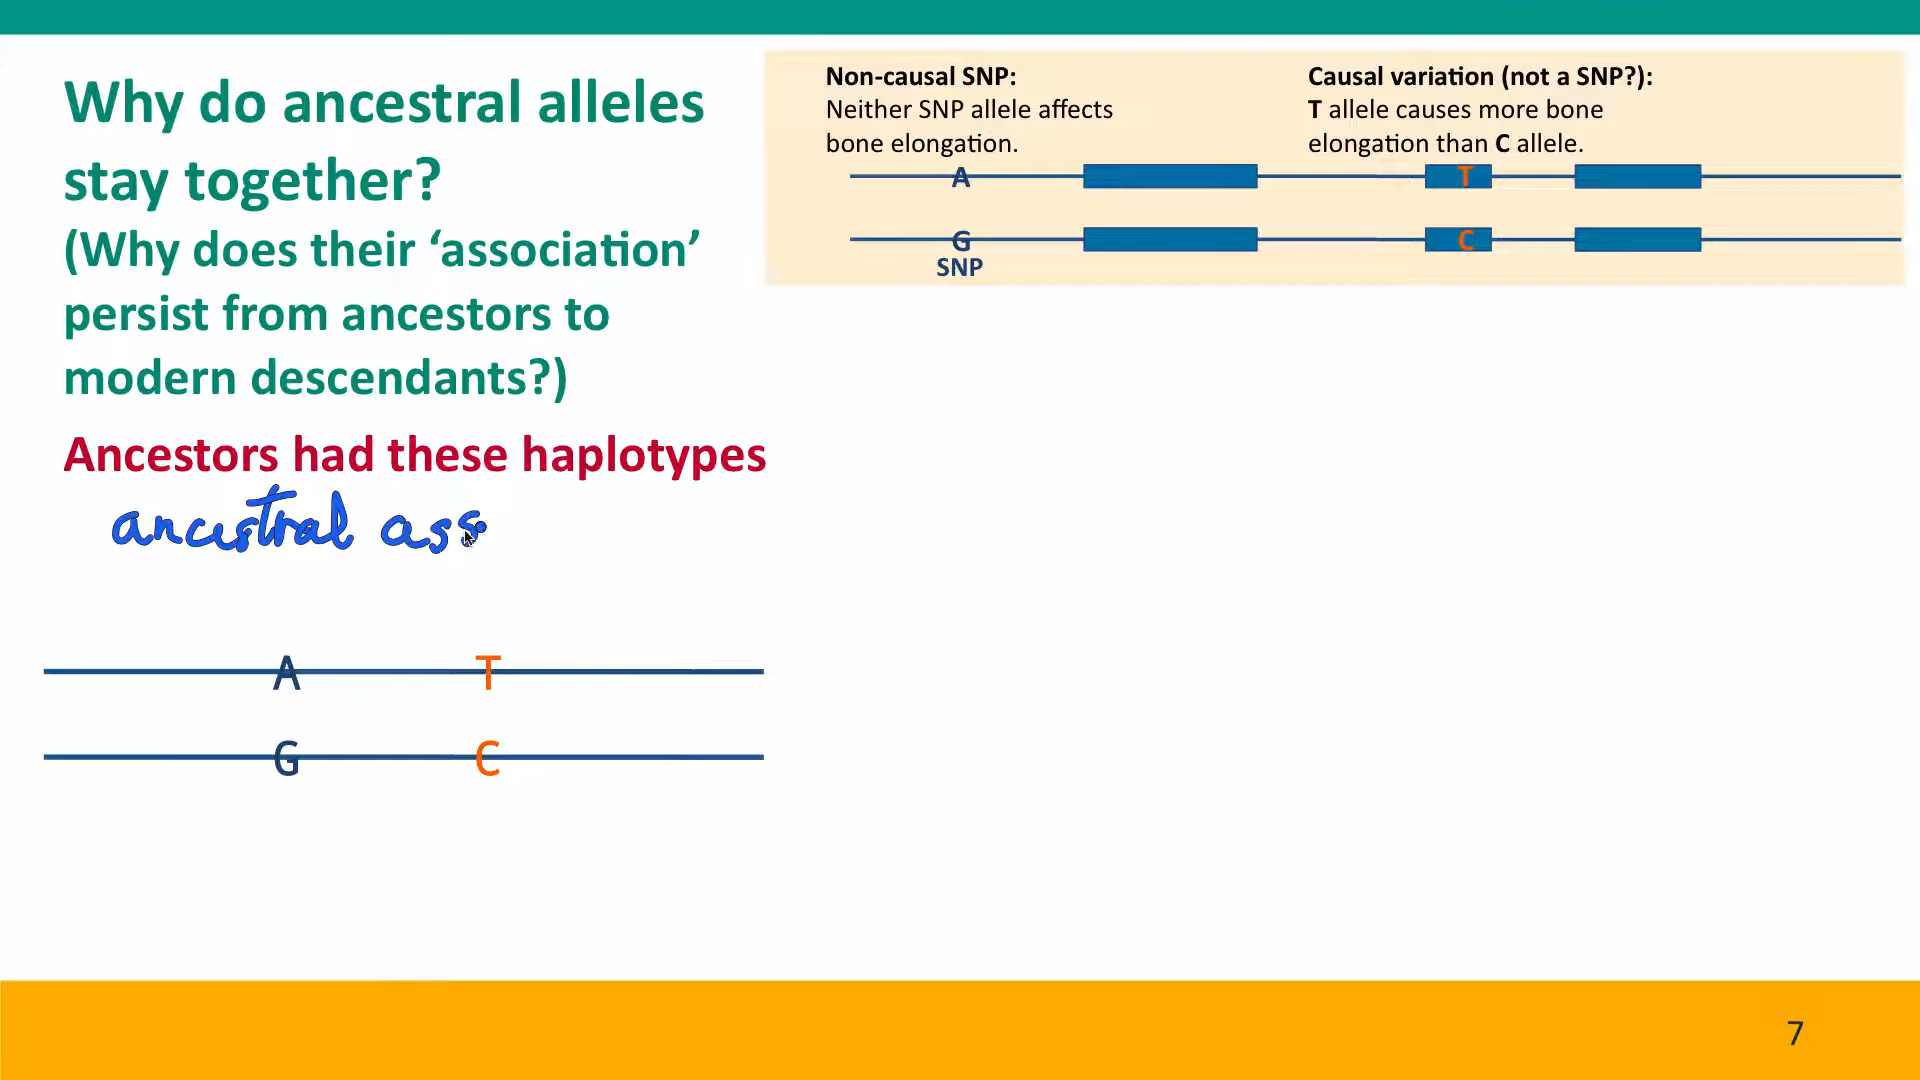 Why do ancestral alleles
stay together?
(Why does their ‘association’
persist from ancestors to
modern descendants?)
Ancestors had these haplotypes
ancestral ass
A T
G C
Non-causal SNP:
Neither SNP allele affects
bone elongation.
Causal variation (not a SNP?):
T allele causes more bone
elongation than C allele.
A T
G C
SNP
7